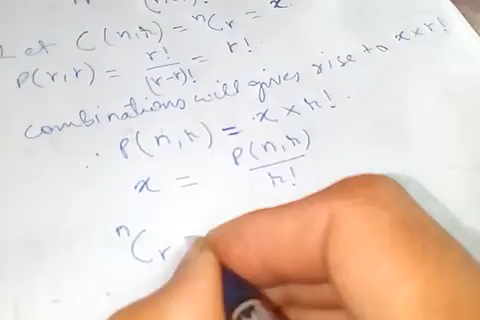 Let C(n,r) = ⁿCr = x.
P(r,r) = r!/(r-r)! = r!
combinations will gives rise to x×r!
∴ P(n,r) = x × r!
x = P(n,r)/r!
ⁿCr